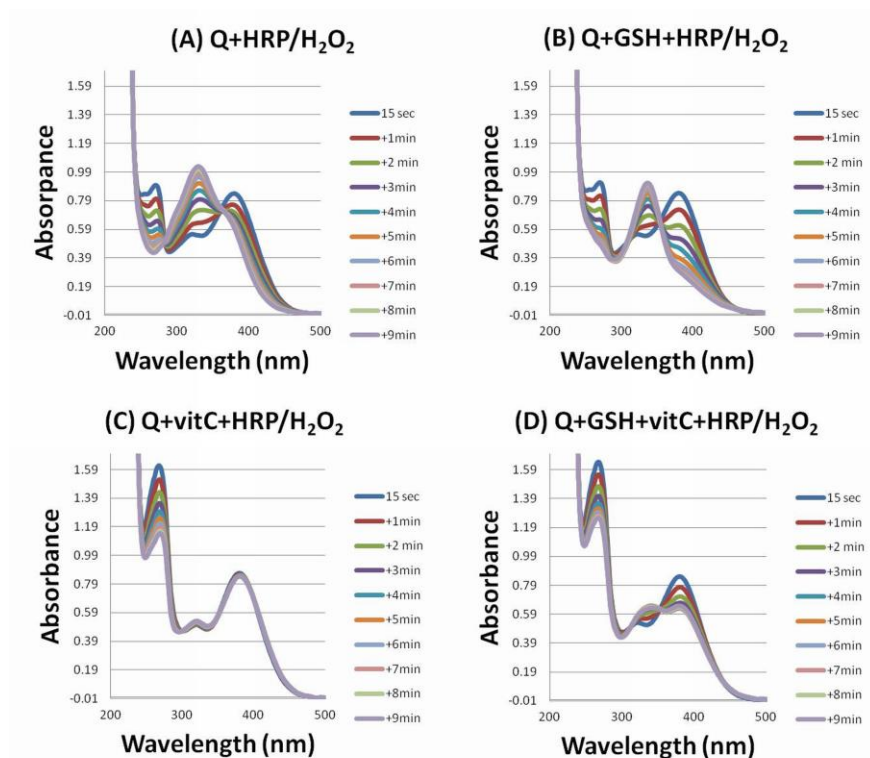 (A) Q+HRP/H₂O₂
Absorpance
1.59
1.39
1.19
0.99
0.79
0.59
0.39
0.19
-0.01
200 300 400 500
Wavelength (nm)
15 sec
+1min
+2 min
+3min
+4min
+5min
+6min
+7min
+8min
+9min
(B) Q+GSH+HRP/H₂O₂
Absorpance
1.59
1.39
1.19
0.99
0.79
0.59
0.39
0.19
-0.01
200 300 400 500
Wavelength (nm)
15 sec
+1min
+2 min
+3min
+4min
+5min
+6min
+7min
+8min
+9min
(C) Q+vitC+HRP/H₂O₂
Absorbance
1.59
1.39
1.19
0.99
0.79
0.59
0.39
0.19
-0.01
200 300 400 500
Wavelength (nm)
15 sec
+1min
+2 min
+3min
+4min
+5min
+6min
+7min
+8min
+9min
(D) Q+GSH+vitC+HRP/H₂O₂
Absorbance
1.59
1.39
1.19
0.99
0.79
0.59
0.39
0.19
-0.01
200 300 400 500
Wavelength (nm)
15 sec
+1min
+2 min
+3min
+4min
+5min
+6min
+7min
+8min
+9min